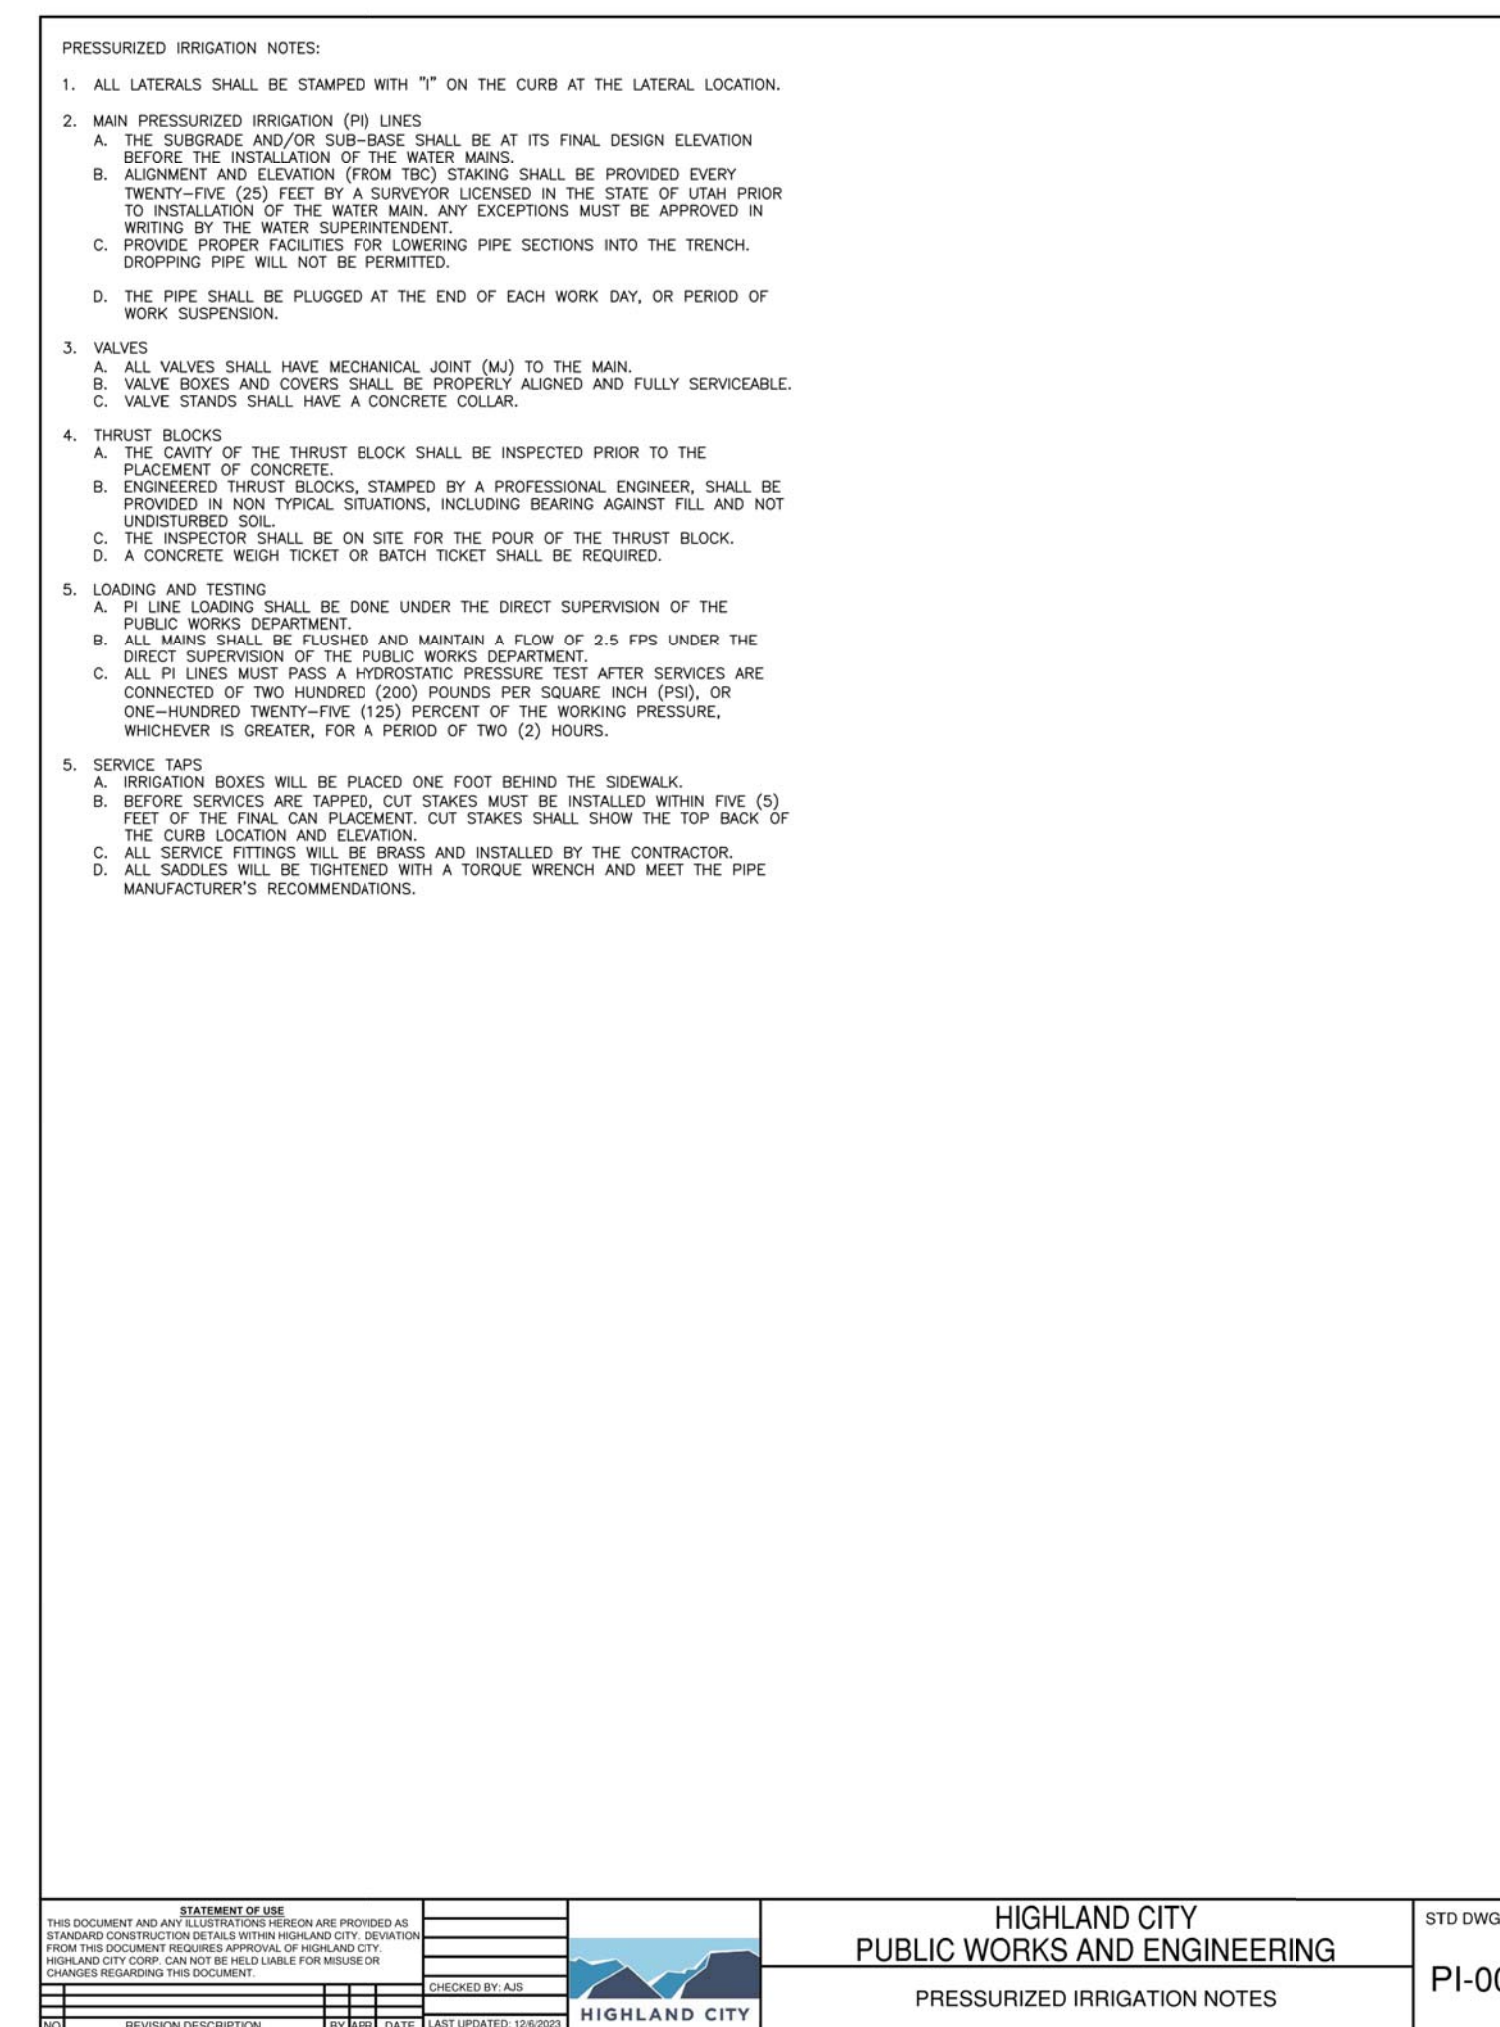 PRESSURIZED IRRIGATION NOTES:
1. ALL LATERALS SHALL BE STAMPED WITH "I" ON THE CURB AT THE LATERAL LOCATION.
2. MAIN PRESSURIZED IRRIGATION (PI) LINES
A. THE SUBGRADE AND/OR SUB-BASE SHALL BE AT ITS FINAL DESIGN ELEVATION
BEFORE THE INSTALLATION OF THE WATER MAINS.
B. ALIGNMENT AND ELEVATION (FROM TBC) STAKING SHALL BE PROVIDED EVERY
TWENTY-FIVE (25) FEET BY A SURVEYOR LICENSED IN THE STATE OF UTAH PRIOR
TO INSTALLATION OF THE WATER MAIN. ANY EXCEPTIONS MUST BE APPROVED IN
WRITING BY THE WATER SUPERINTENDENT.
C. PROVIDE PROPER FACILITIES FOR LOWERING PIPE SECTIONS INTO THE TRENCH.
DROPPING PIPE WILL NOT BE PERMITTED.
D. THE PIPE SHALL BE PLUGGED AT THE END OF EACH WORK DAY, OR PERIOD OF
WORK SUSPENSION.
3. VALVES
A. ALL VALVES SHALL HAVE MECHANICAL JOINT (MJ) TO THE MAIN.
B. VALVE BOXES AND COVERS SHALL BE PROPERLY ALIGNED AND FULLY SERVICEABLE.
C. VALVE STANDS SHALL HAVE A CONCRETE COLLAR.
4. THRUST BLOCKS
A. THE CAVITY OF THE THRUST BLOCK SHALL BE INSPECTED PRIOR TO THE
PLACEMENT OF CONCRETE.
B. ENGINEERED THRUST BLOCKS, STAMPED BY A PROFESSIONAL ENGINEER, SHALL BE
PROVIDED IN NON TYPICAL SITUATIONS, INCLUDING BEARING AGAINST FILL AND NOT
UNDISTURBED SOIL.
C. THE INSPECTOR SHALL BE ON SITE FOR THE POUR OF THE THRUST BLOCK.
D. A CONCRETE WEIGH TICKET OR BATCH TICKET SHALL BE REQUIRED.
5. LOADING AND TESTING
A. PI LINE LOADING SHALL BE DONE UNDER THE DIRECT SUPERVISION OF THE
PUBLIC WORKS DEPARTMENT.
B. ALL MAINS SHALL BE FLUSHED AND MAINTAIN A FLOW OF 2.5 FPS UNDER THE
DIRECT SUPERVISION OF THE PUBLIC WORKS DEPARTMENT.
C. ALL PI LINES MUST PASS A HYDROSTATIC PRESSURE TEST AFTER SERVICES ARE
CONNECTED OF TWO HUNDRED (200) POUNDS PER SQUARE INCH (PSI), OR
ONE-HUNDRED TWENTY-FIVE (125) PERCENT OF THE WORKING PRESSURE,
WHICHEVER IS GREATER, FOR A PERIOD OF TWO (2) HOURS.
5. SERVICE TAPS
A. IRRIGATION BOXES WILL BE PLACED ONE FOOT BEHIND THE SIDEWALK.
B. BEFORE SERVICES ARE TAPPED, CUT STAKES MUST BE INSTALLED WITHIN FIVE (5)
FEET OF THE FINAL CAN PLACEMENT. CUT STAKES SHALL SHOW THE TOP BACK OF
THE CURB LOCATION AND ELEVATION.
C. ALL SERVICE FITTINGS WILL BE BRASS AND INSTALLED BY THE CONTRACTOR.
D. ALL SADDLES WILL BE TIGHTENED WITH A TORQUE WRENCH AND MEET THE PIPE
MANUFACTURER'S RECOMMENDATIONS.
STATEMENT OF USE
THIS DOCUMENT AND ANY ILLUSTRATIONS HEREON ARE PROVIDED AS
STANDARD CONSTRUCTION DETAILS WITHIN HIGHLAND CITY. DEVIATION
FROM THIS DOCUMENT REQUIRES APPROVAL OF HIGHLAND CITY.
HIGHLAND CITY CORP. CAN NOT BE HELD LIABLE FOR MISUSE OR
CHANGES REGARDING THIS DOCUMENT.
NO REVISION DESCRIPTION BY APR DATE
CHECKED BY: AJS
LAST UPDATED: 12/6/2023
HIGHLAND CITY
HIGHLAND CITY
PUBLIC WORKS AND ENGINEERING
PRESSURIZED IRRIGATION NOTES
STD DWG
PI-00